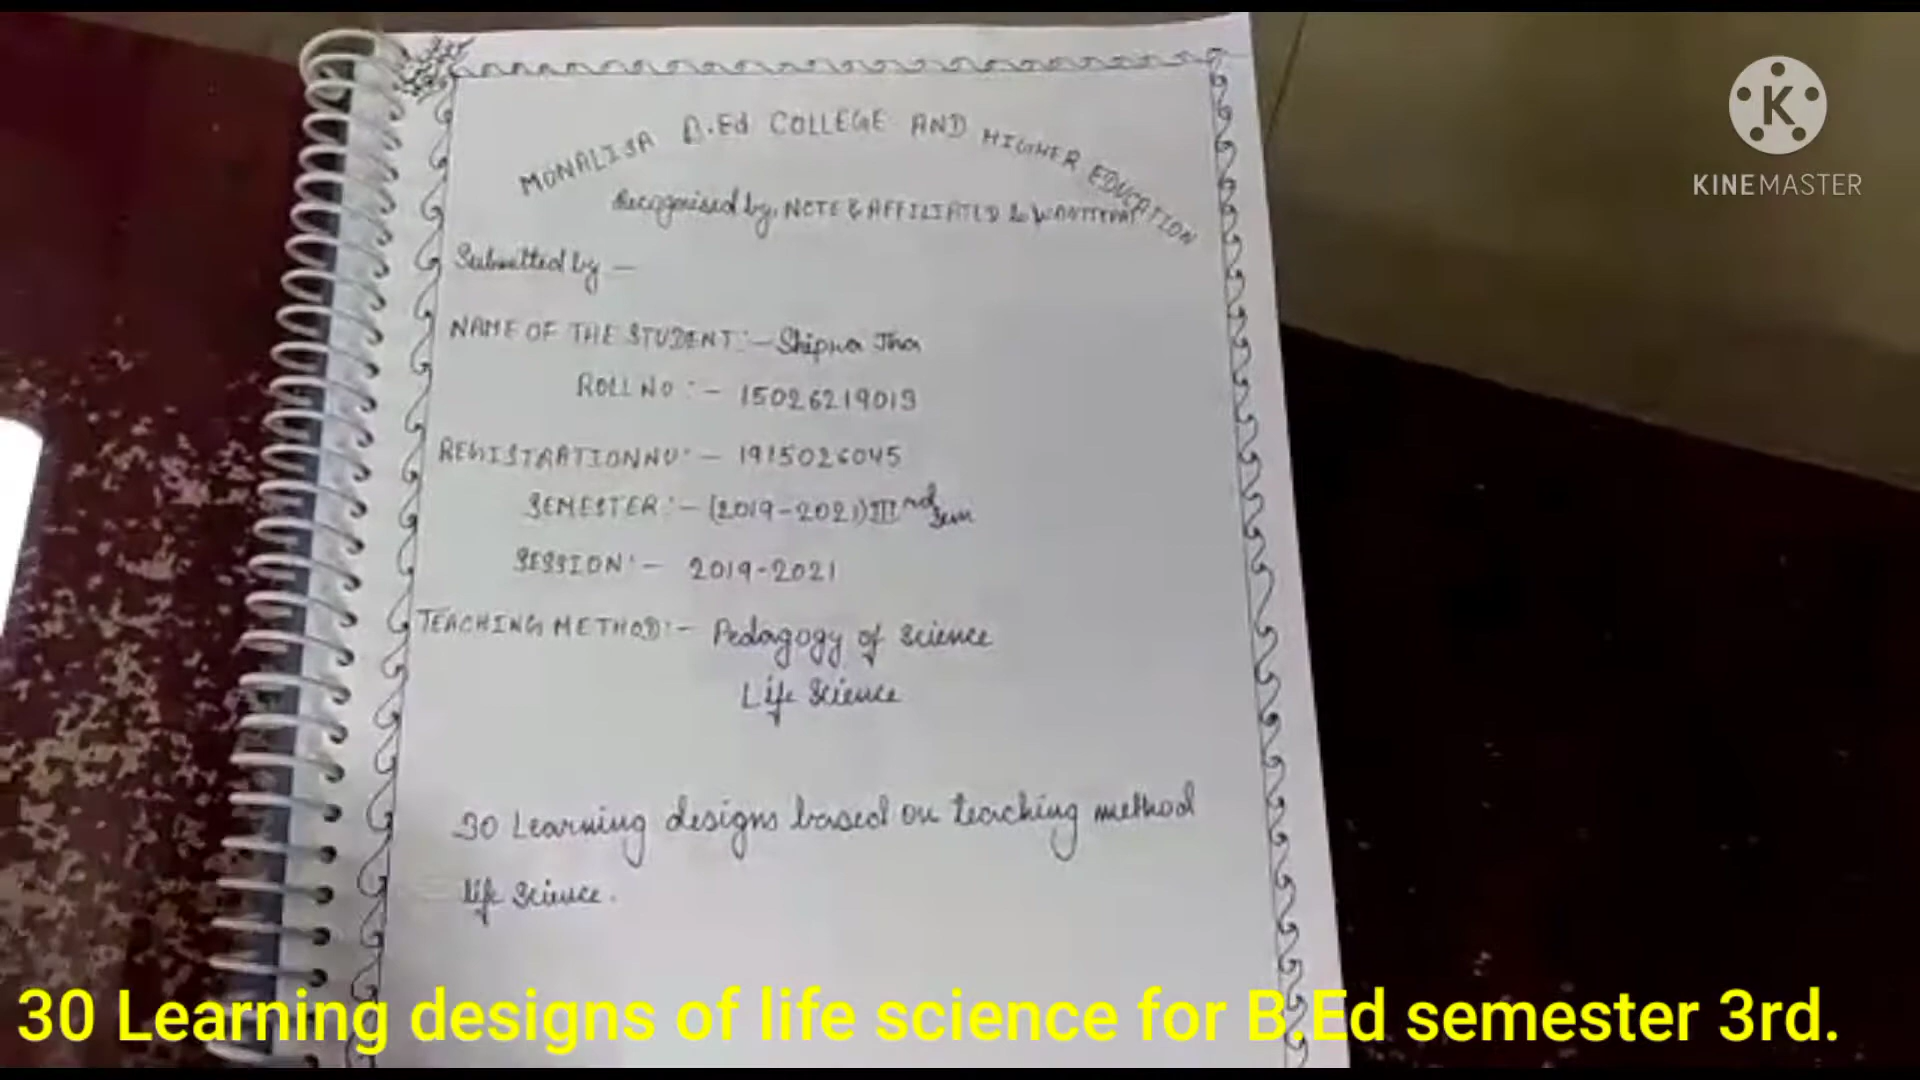 MONALISA B.Ed COLLEGE AND HIGHER EDUCATION
Recognised by, NCTE & AFFILIATED to
Submitted by —
NAME OF THE STUDENT:- Shipra Jha
ROLL NO :- 15026219019
REGISTRATION NO:- 1915026045
SEMESTER:- (2019-2021) III rd Sem
SESSION:- 2019-2021
TEACHING METHOD:- Pedagogy of Science
Life Science
30 Learning designs based on teaching method
life Science.
30 Learning designs of life science for B.Ed semester 3rd.
K
KINEMASTER